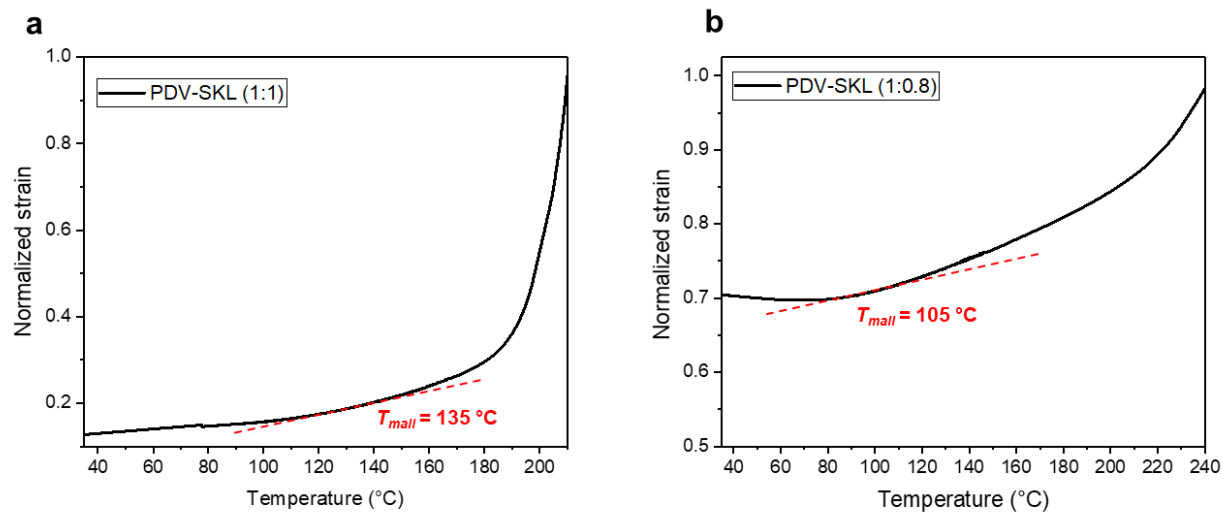 a
PDV-SKL (1:1)
Normalized strain
1.0
0.8
0.6
0.4
0.2
Tmall = 135 °C
40 60 80 100 120 140 160 180 200
Temperature (°C)
b
PDV-SKL (1:0.8)
Normalized strain
1.0
0.9
0.8
0.7
0.6
0.5
Tmall = 105 °C
40 60 80 100 120 140 160 180 200 220 240
Temperature (°C)